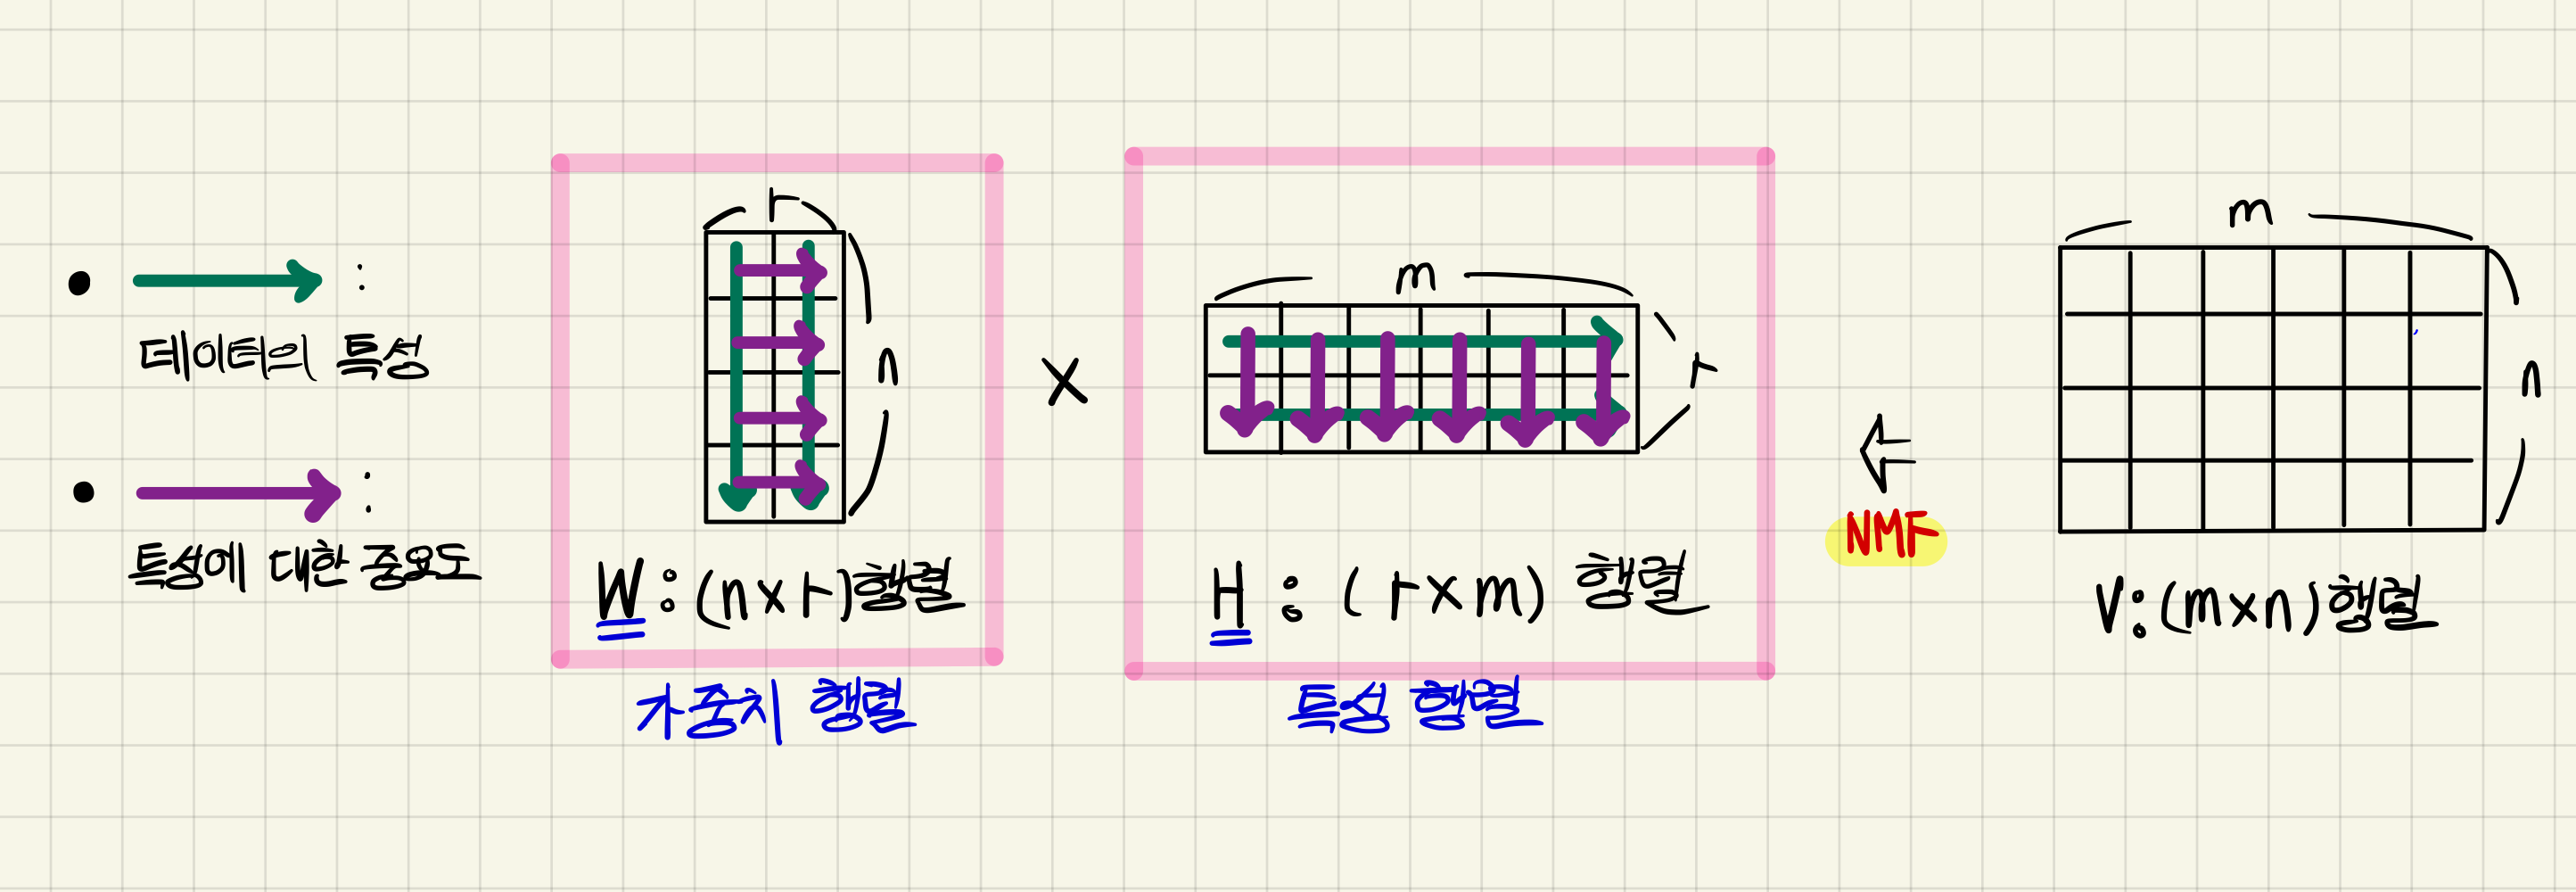 :
데이터의 특성
:
특성에 대한 중요도
r
n
W : (n×r)행렬
가중치 행렬
×
m
r
H : (r×m) 행렬
특성 행렬
⇐
NMF
m
n
V : (m×n) 행렬